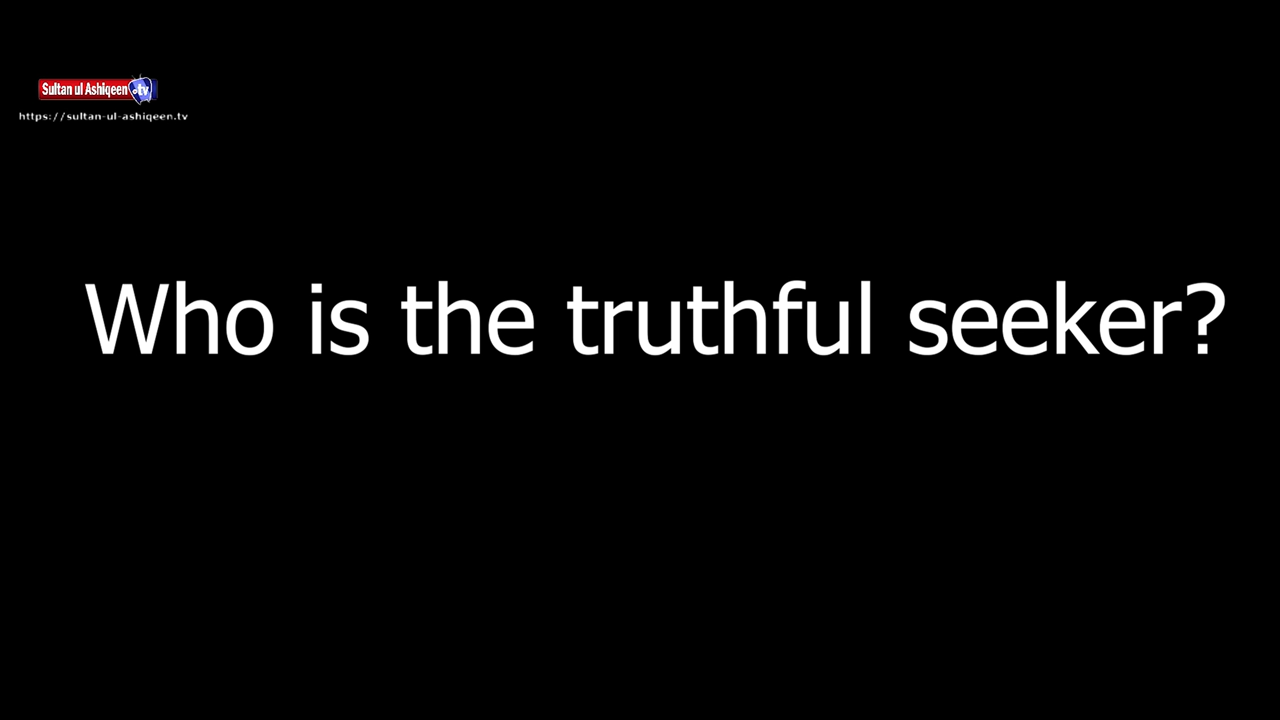 Sultan ul Ashiqeen .tv
https://sultan-ul-ashiqeen.tv
Who is the truthful seeker?